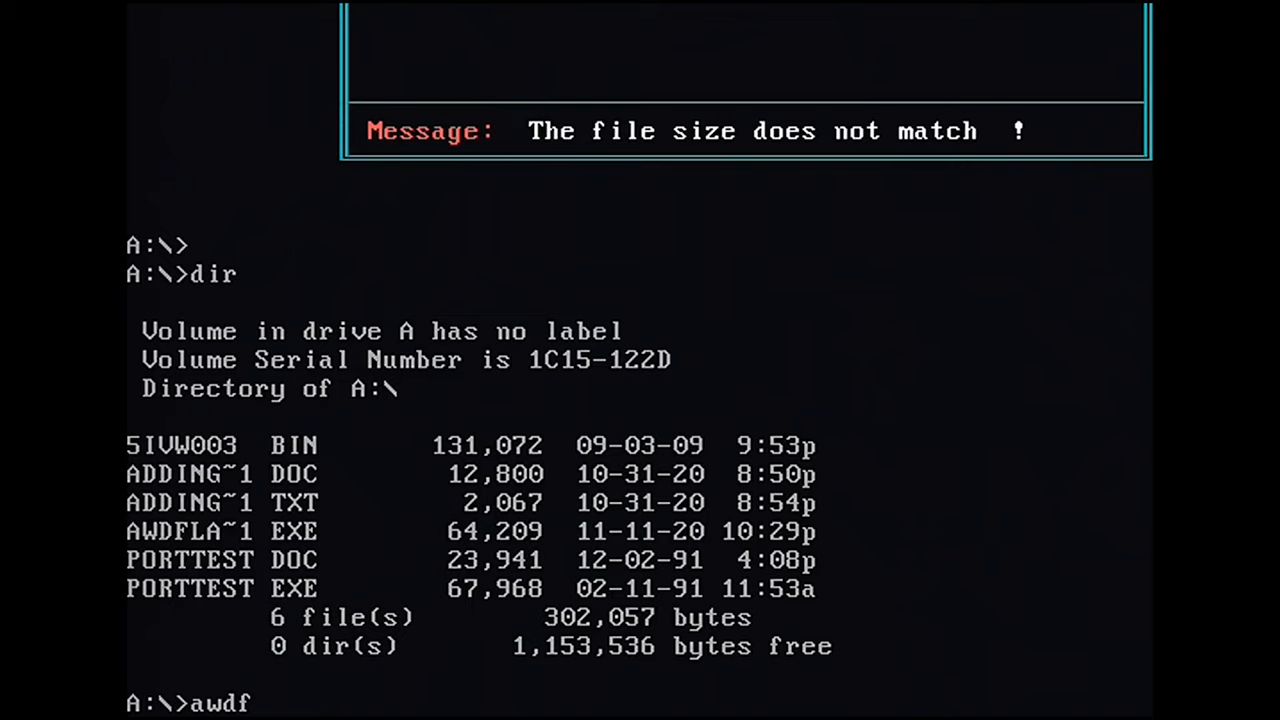 Message: The file size does not match !
A:\>
A:\>dir
Volume in drive A has no label
Volume Serial Number is 1C15-122D
Directory of A:\
5IVW003 BIN 131,072 09-03-09 9:53p
ADDING~1 DOC 12,800 10-31-20 8:50p
ADDING~1 TXT 2,067 10-31-20 8:54p
AWDFLA~1 EXE 64,209 11-11-20 10:29p
PORTTEST DOC 23,941 12-02-91 4:08p
PORTTEST EXE 67,968 02-11-91 11:53a
6 file(s) 302,057 bytes
0 dir(s) 1,153,536 bytes free
A:\>awdf